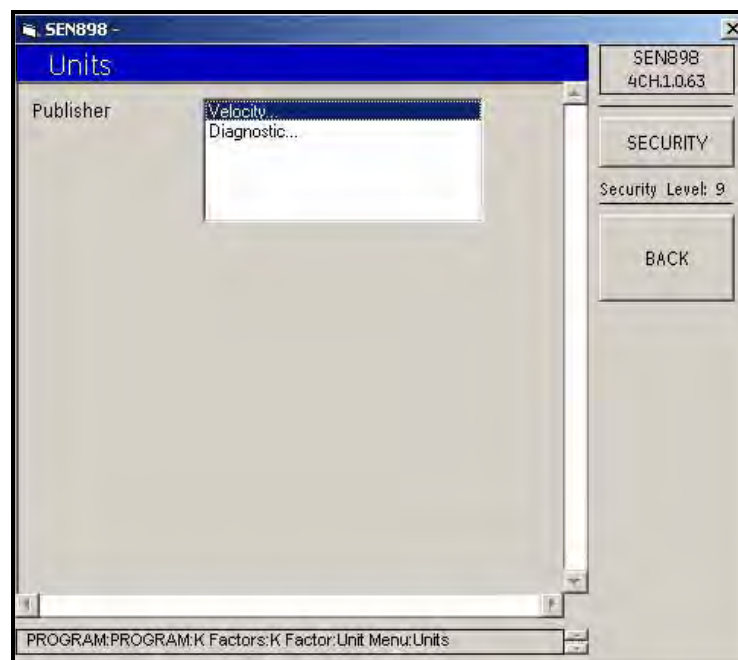 SEN898 -
Units
Publisher
Velocity...
Diagnostic...
SEN898
4CH.1.0.63
SECURITY
Security Level: 9
BACK
PROGRAM:PROGRAM:K Factors:K Factor:Unit Menu:Units